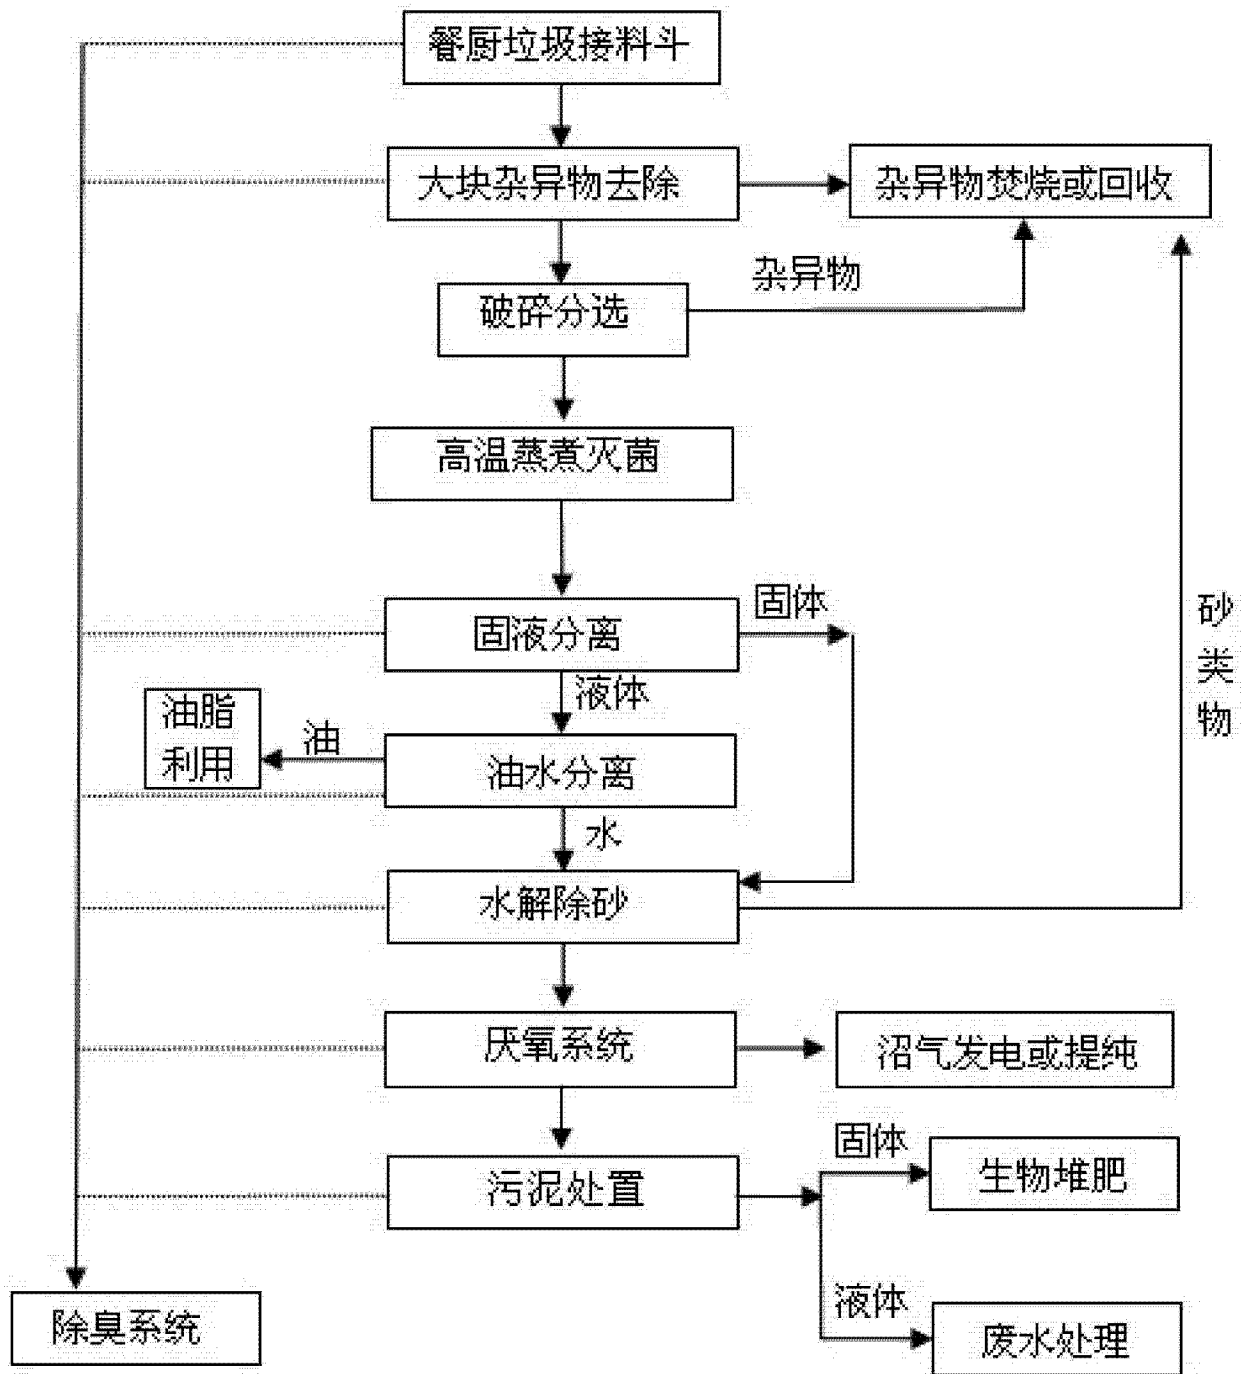 餐厨垃圾接料斗
大块杂异物去除
杂异物焚烧或回收
杂异物
破碎分选
高温蒸煮灭菌
固体
固液分离
砂类物
液体
油脂
利用
油
油水分离
水
水解除砂
厌氧系统
沼气发电或提纯
固体
生物堆肥
污泥处置
液体
除臭系统
废水处理